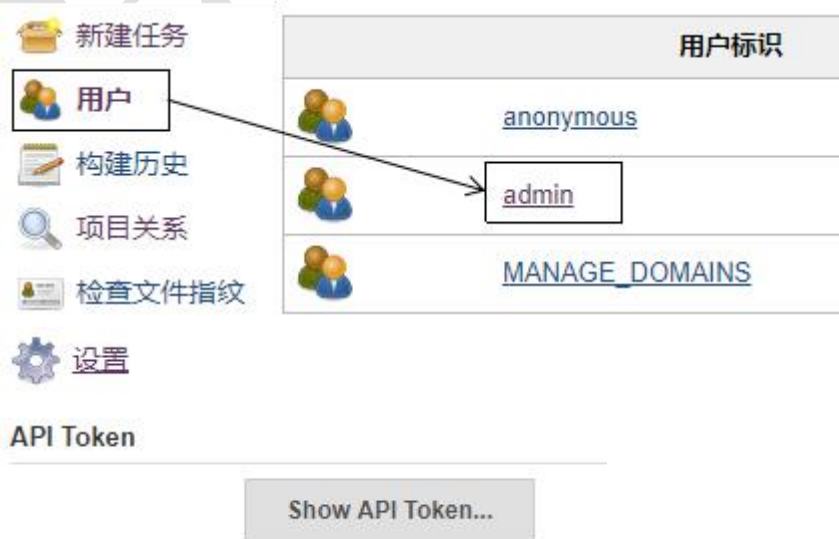 新建任务
用户
构建历史
项目关系
检查文件指纹
用户标识
anonymous
admin
MANAGE_DOMAINS
设置
API Token
Show API Token...